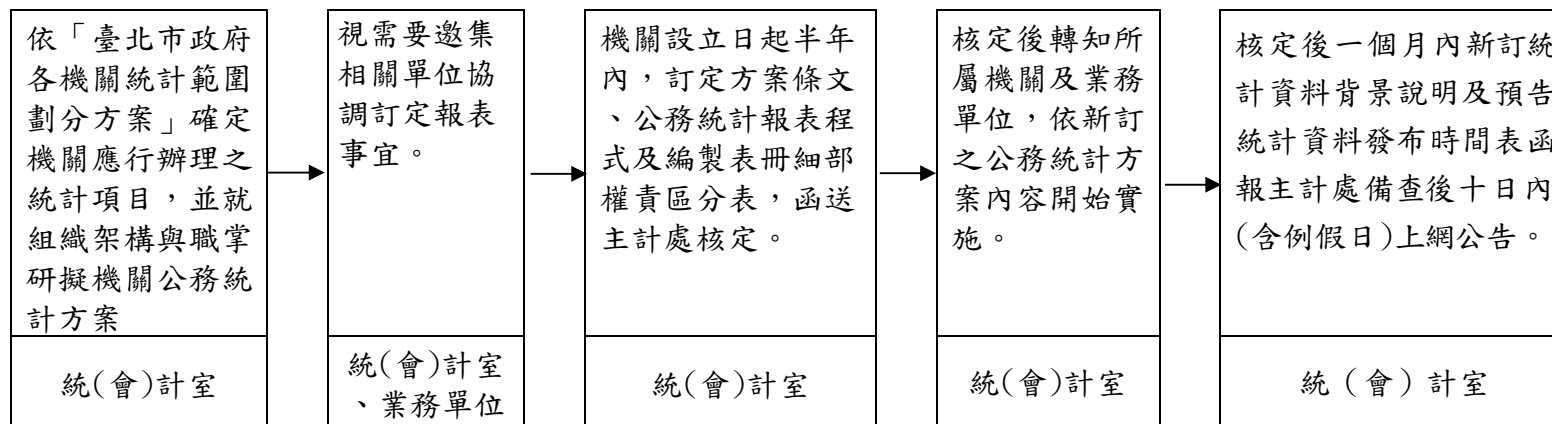 依「臺北市政府
各機關統計範圍
劃分方案」確定
機關應行辦理之
統計項目，並就
組織架構與職掌
研擬機關公務統
計方案
統(會)計室
視需要邀集
相關單位協
調訂定報表
事宜。
統(會)計室
、業務單位
機關設立日起半年
內，訂定方案條文
、公務統計報表程
式及編製表冊細部
權責區分表，函送
主計處核定。
統(會)計室
核定後轉知所
屬機關及業務
單位，依新訂
之公務統計方
案內容開始實
施。
統(會)計室
核定後一個月內新訂統
計資料背景說明及預告
統計資料發布時間表函
報主計處備查後十日內
(含例假日)上網公告。
統（會）計室